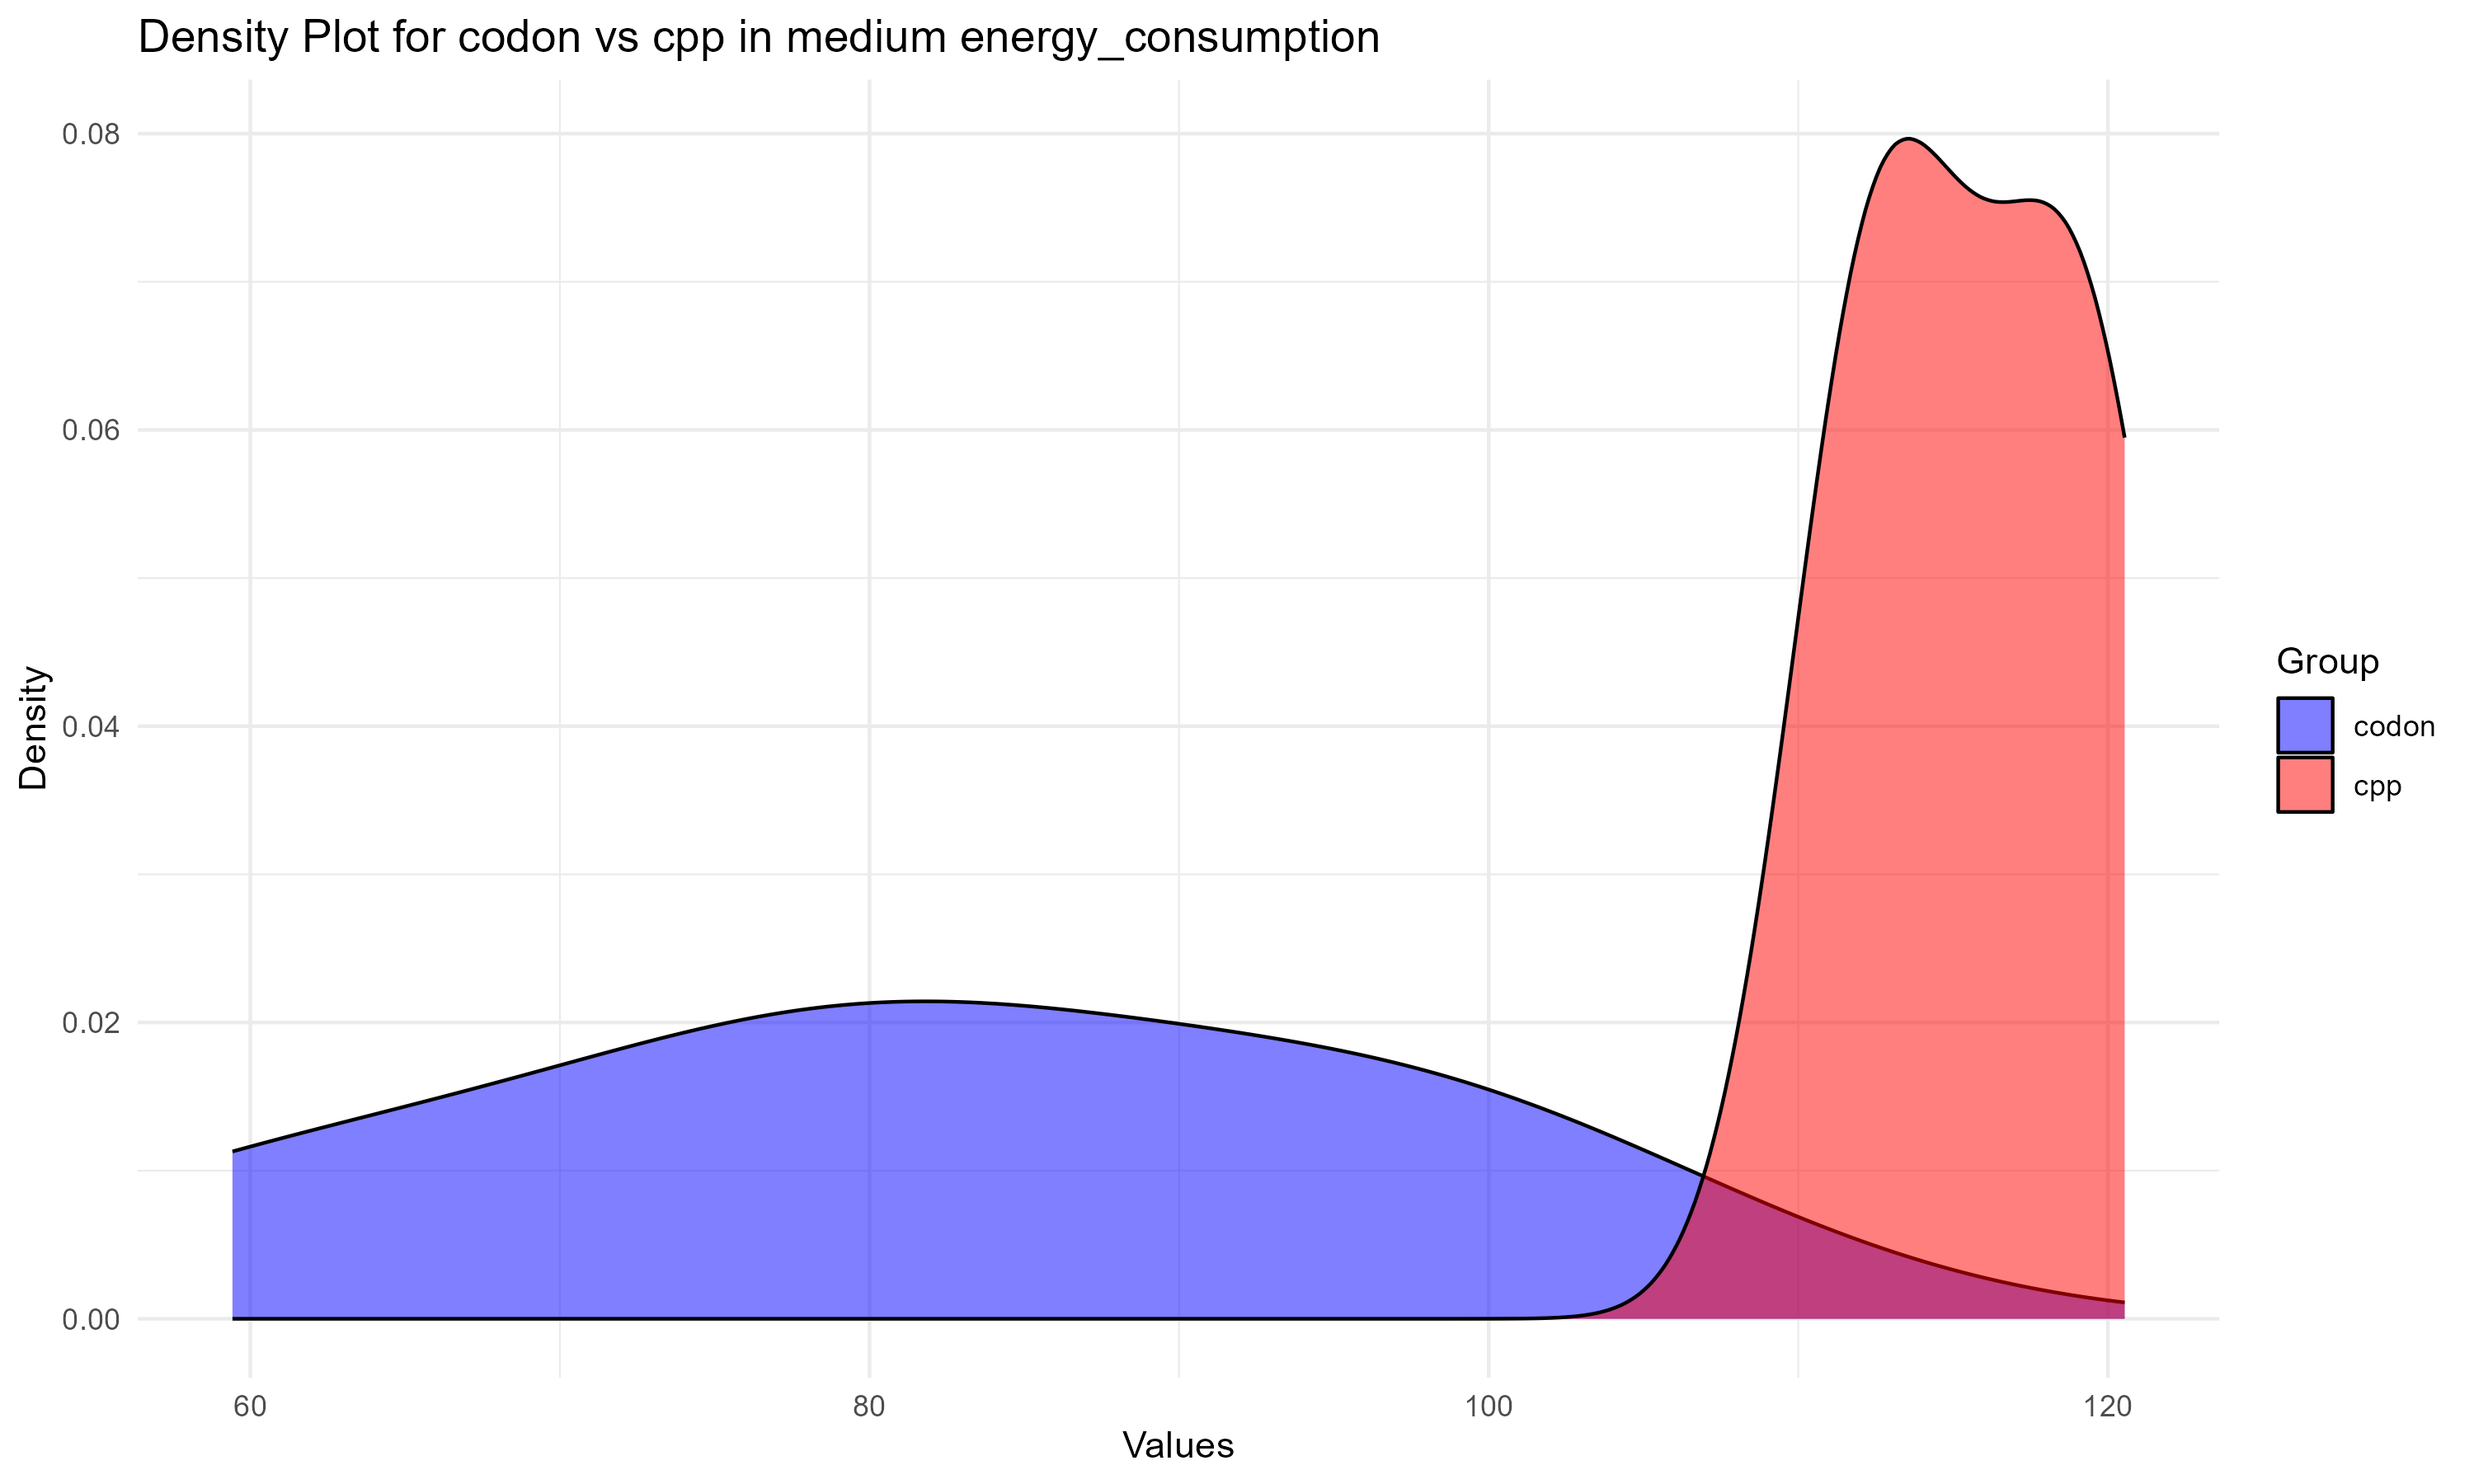 Density Plot for codon vs cpp in medium energy_consumption
0.08
0.06
0.04
0.02
0.00
Density
60 80 100 120
Values
Group
codon
cpp